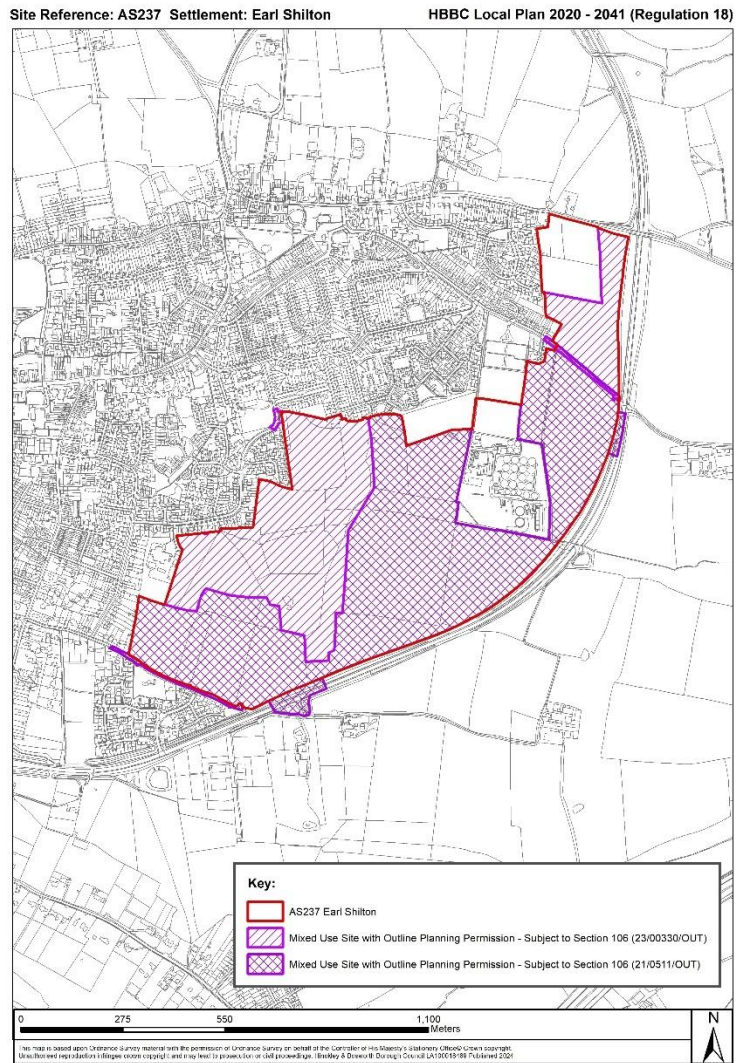 Site Reference: AS237 Settlement: Earl Shilton HBBC Local Plan 2020 - 2041 (Regulation 18)
Key:
AS237 Earl Shilton
Mixed Use Site with Outline Planning Permission - Subject to Section 106 (23/00330/OUT)
Mixed Use Site with Outline Planning Permission - Subject to Section 106 (21/0511/OUT)
0 275 550 1,100
Meters
N
This map is based upon Ordnance Survey material with the permission of Ordnance Survey on behalf of the Controller of His Majesty's Stationery Office© Crown copyright.
Unauthorised reproduction infringes crown copyright and may lead to prosecution or civil proceedings. Hinckley & Bosworth Borough Council Published 2024